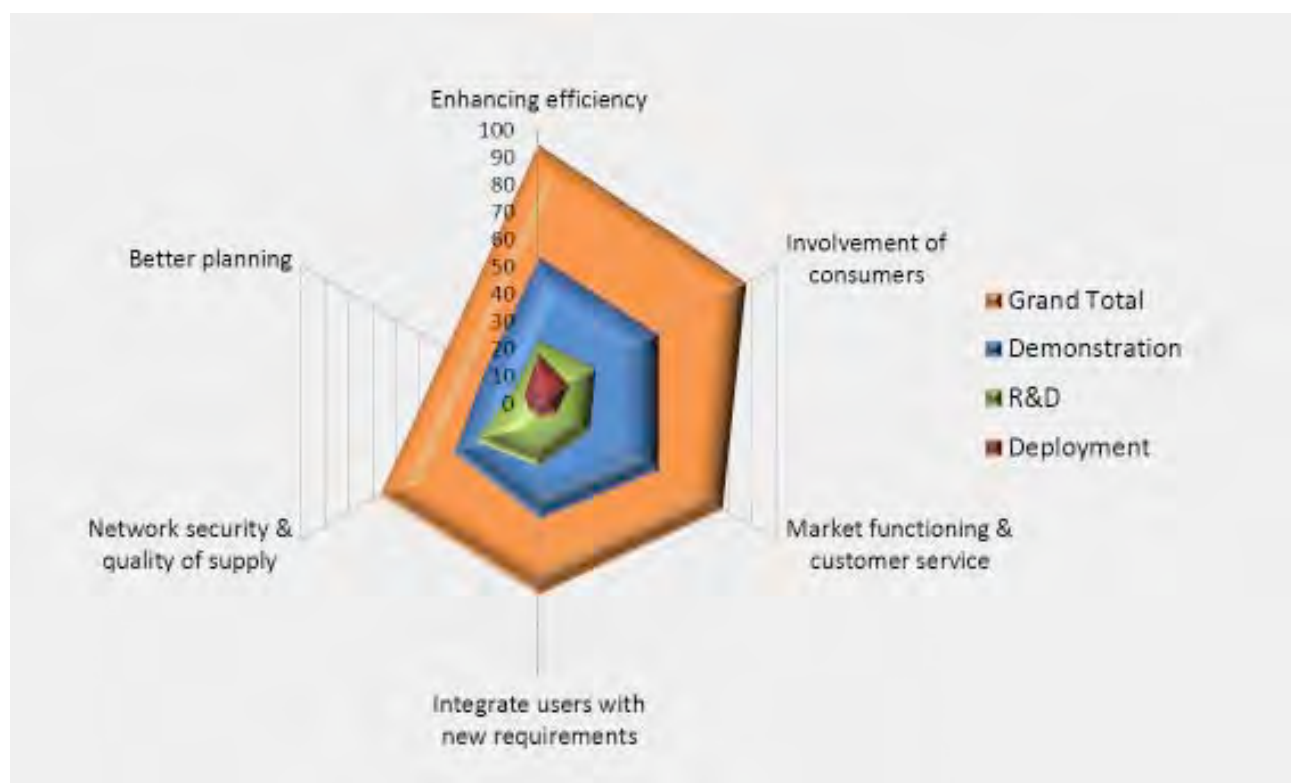 Enhancing efficiency
100
90
80
70
60
50
40
30
20
10
0
Involvement of
consumers
Market functioning &
customer service
Integrate users with
new requirements
Network security &
quality of supply
Better planning
Grand Total
Demonstration
R&D
Deployment